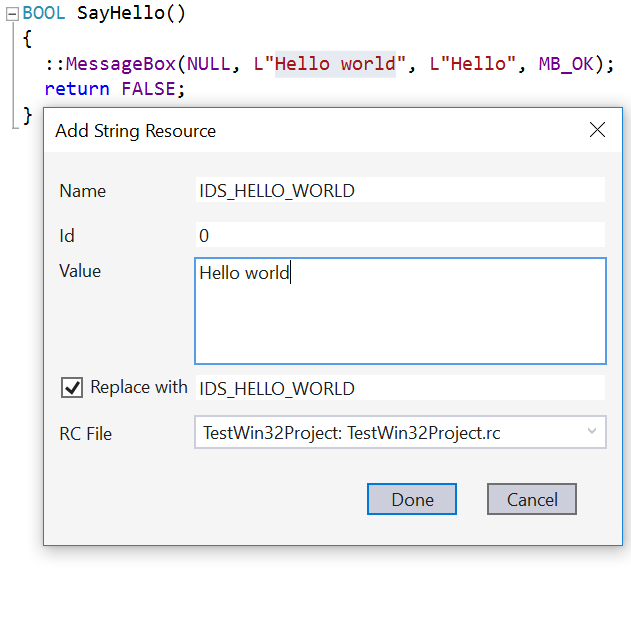 BOOL SayHello()
{
::MessageBox(NULL, L"Hello world", L"Hello", MB_OK);
return FALSE;
}
Add String Resource
Name IDS_HELLO_WORLD
Id 0
Value Hello world
Replace with IDS_HELLO_WORLD
RC File TestWin32Project: TestWin32Project.rc
Done Cancel